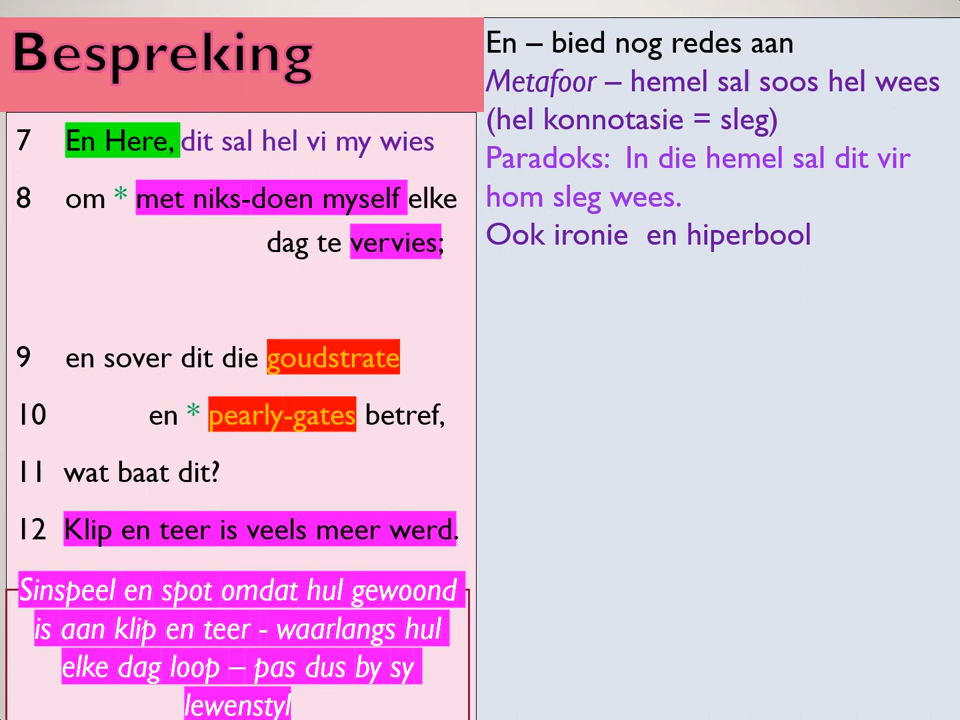 Bespreking
7 En Here, dit sal hel vi my wies
8 om * met niks-doen myself elke
dag te vervies;
9 en sover dit die goudstrate
10 en * pearly-gates betref,
11 wat baat dit?
12 Klip en teer is veels meer werd.
Sinspeel en spot omdat hul gewoond
is aan klip en teer - waarlangs hul
elke dag loop – pas dus by sy
lewenstyl
En – bied nog redes aan
Metafoor – hemel sal soos hel wees
(hel konnotasie = sleg)
Paradoks: In die hemel sal dit vir
hom sleg wees.
Ook ironie en hiperbool